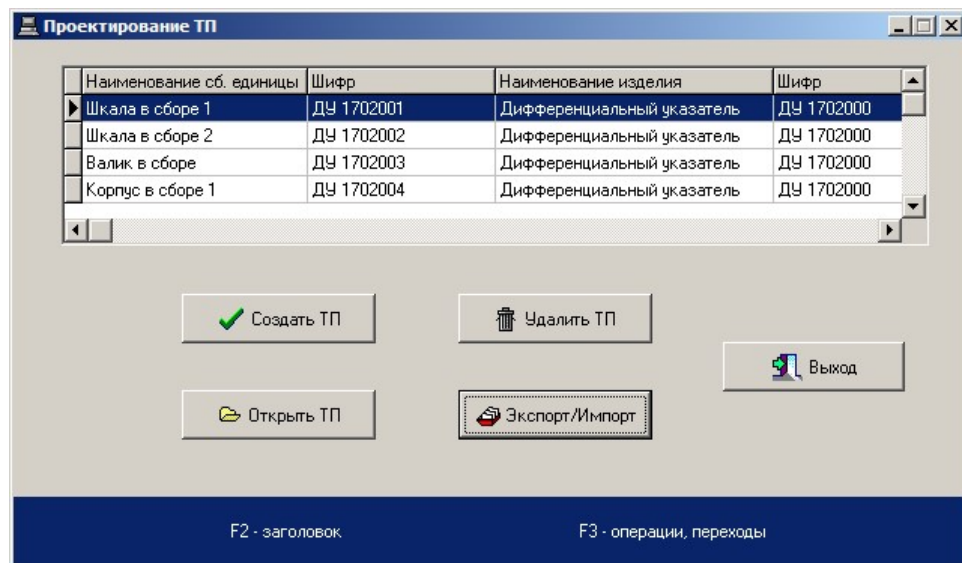 Проектирование ТП
Наименование сб. единицы Шифр Наименование изделия Шифр
Шкала в сборе 1 ДУ 1702001 Дифференциальный указатель ДУ 1702000
Шкала в сборе 2 ДУ 1702002 Дифференциальный указатель ДУ 1702000
Валик в сборе ДУ 1702003 Дифференциальный указатель ДУ 1702000
Корпус в сборе 1 ДУ 1702004 Дифференциальный указатель ДУ 1702000
Создать ТП Удалить ТП
Выход
Открыть ТП Экспорт/Импорт
F2 - заголовок F3 - операции, переходы